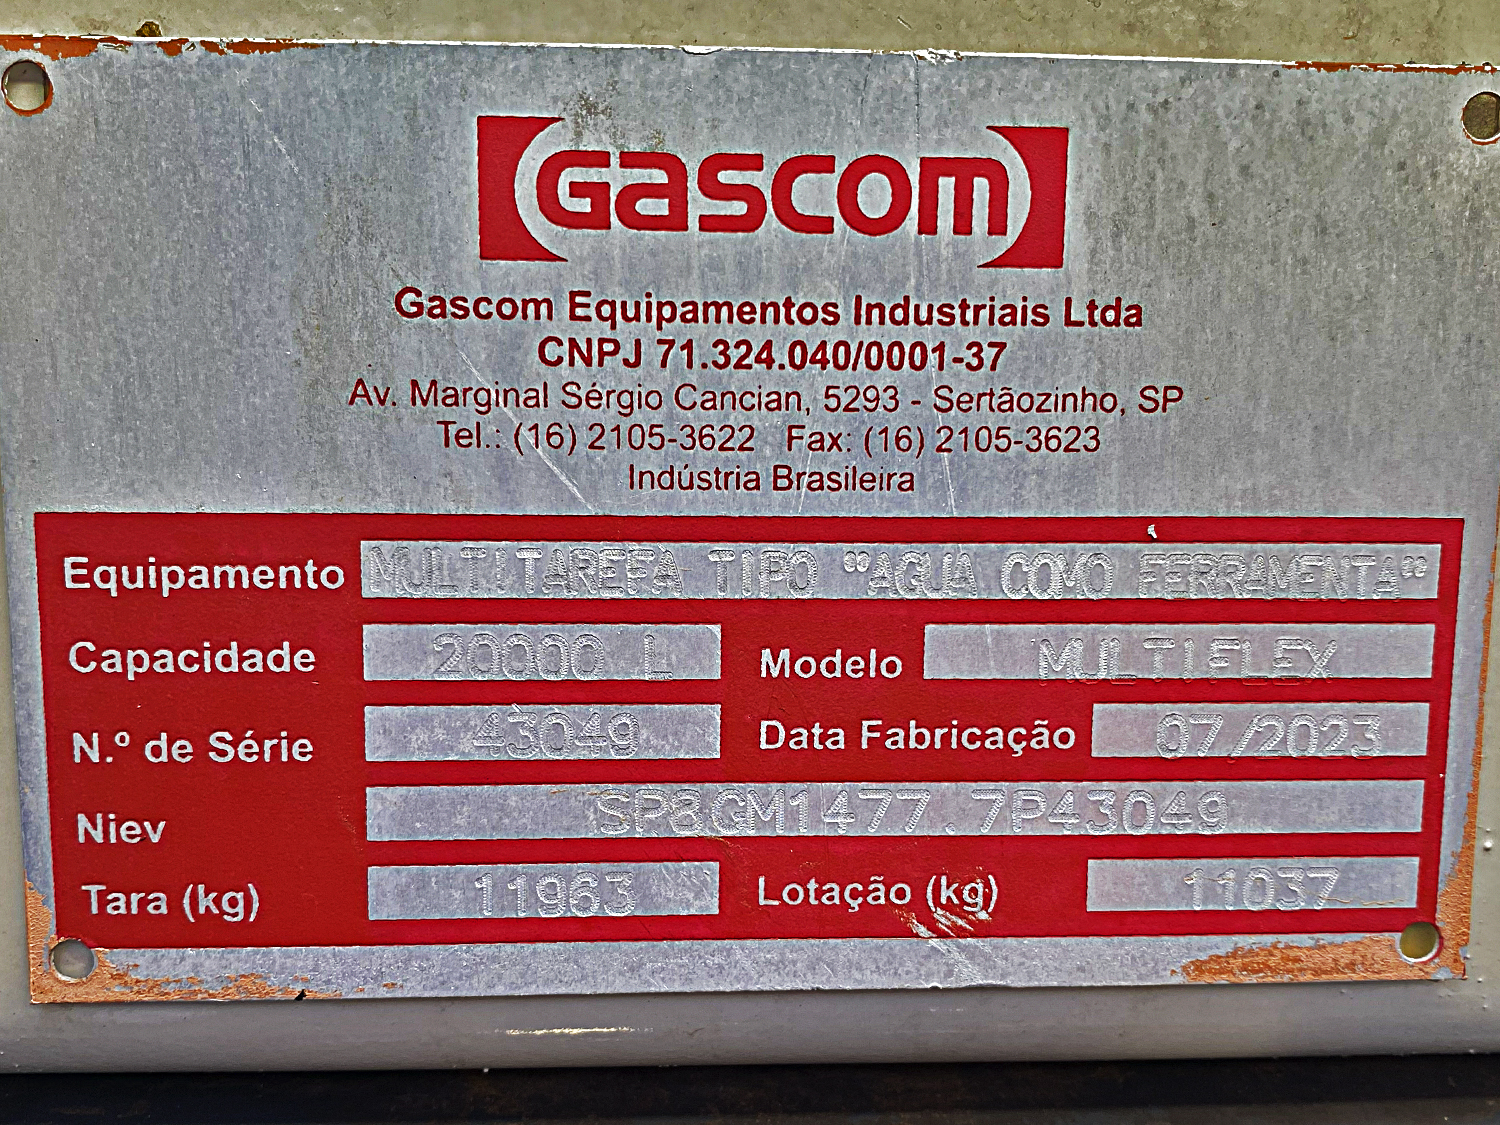 Gascom
Gascom Equipamentos Industriais Ltda
CNPJ 71.324.040/0001-37
Av. Marginal Sérgio Cancian, 5293 - Sertãozinho, SP
Tel.: (16) 2105-3622 Fax: (16) 2105-3623
Indústria Brasileira
Equipamento MULTITAREFA TIPO "AGUA COMO FERRAMENTA"
Capacidade 20000 L Modelo MULTIFLEX
N.º de Série 43049 Data Fabricação 07/2023
Niev SP8GM1477.7P43049
Tara (kg) 11963 Lotação (kg) 11037